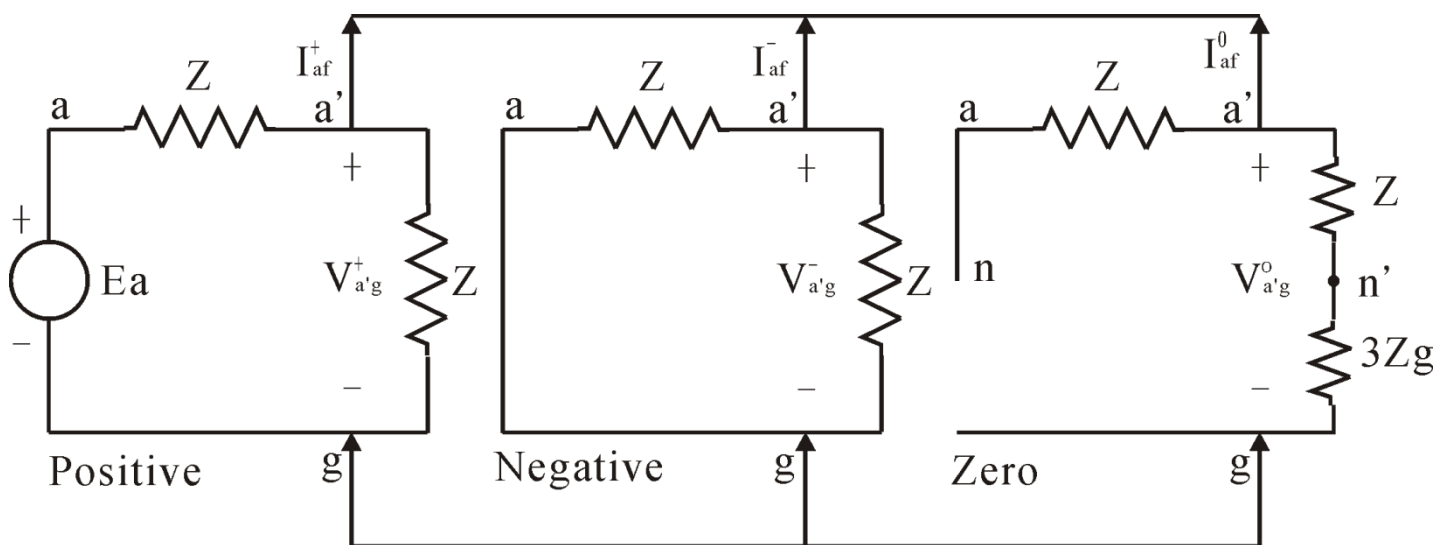 I⁺af I⁻af I⁰af
Z Z Z
a a' a a' a a'
+ + +
+ Z
Ea V⁺a'g Z V⁻a'g Z n V⁰a'g n'
−
3Zg
− − −
Positive g Negative g Zero g